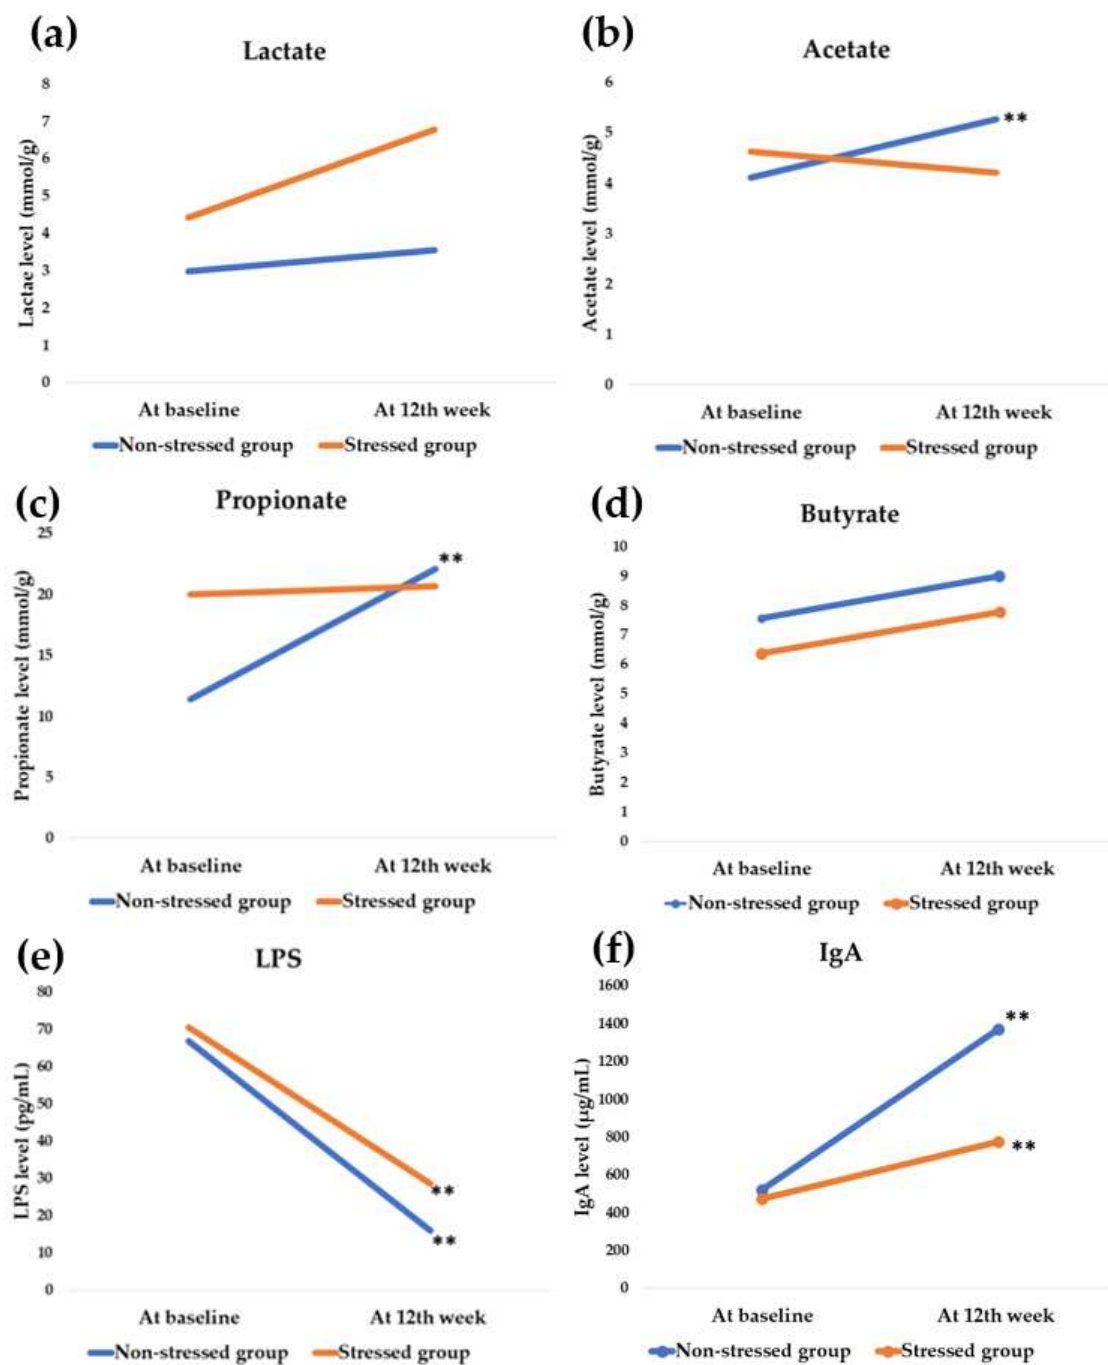 (a)
Lactate
8
7
6
5
4
3
2
1
0
Lactae level (mmol/g)
At baseline At 12th week
Non-stressed group Stressed group
(b)
Acetate
6
5
4
3
2
1
0
Acetate level (mmol/g)
**
At baseline At 12th week
Non-stressed group Stressed group
(c)
Propionate
25
20
15
10
5
0
Propionate level (mmol/g)
**
At baseline At 12th week
Non-stressed group Stressed group
(d)
Butyrate
10
9
8
7
6
5
4
3
2
1
0
Butyrate level (mmol/g)
At baseline At 12th week
Non-stressed group Stressed group
(e)
LPS
80
70
60
50
40
30
20
10
0
LPS level (pg/mL)
**
**
At baseline At 12th week
Non-stressed group Stressed group
(f)
IgA
1600
1400
1200
1000
800
600
400
200
0
IgA level (µg/mL)
**
**
At baseline At 12th week
Non-stressed group Stressed group